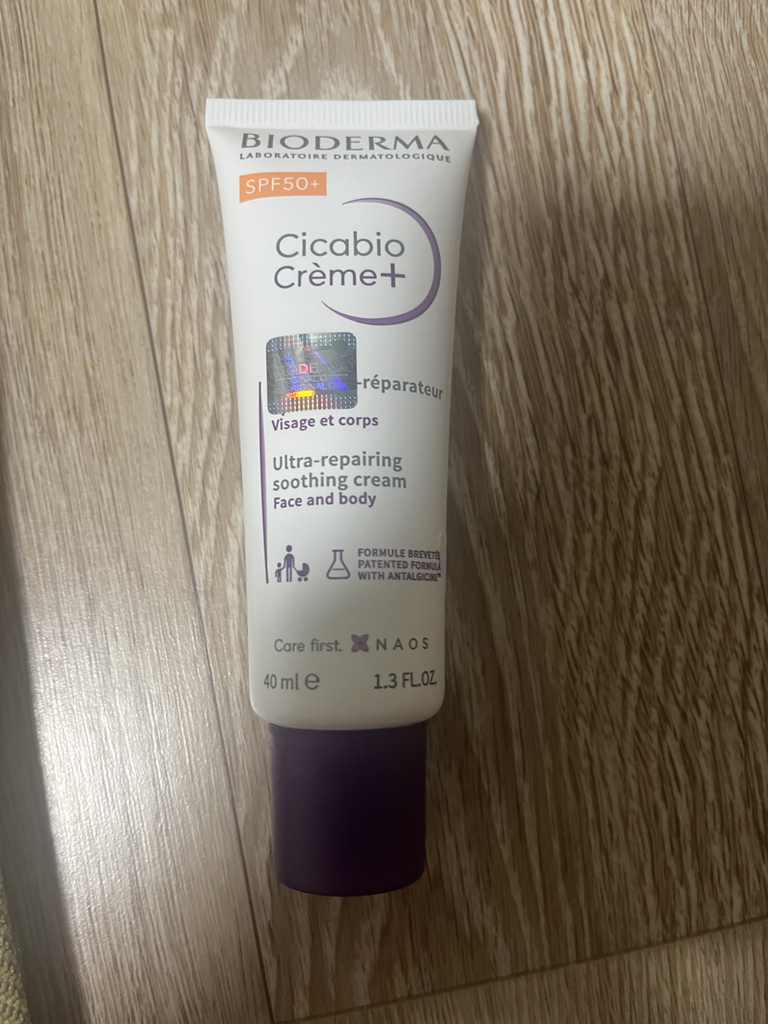 BIODERMA
LABORATOIRE DERMATOLOGIQUE
SPF50+
Cicabio
Crème+
-réparateur
Visage et corps
Ultra-repairing
soothing cream
Face and body
FORMULE BREVETÉE
PATENTED FORMULA
WITH ANTALGICINE™
Care first. NAOS
40 ml e 1.3 FL.OZ.